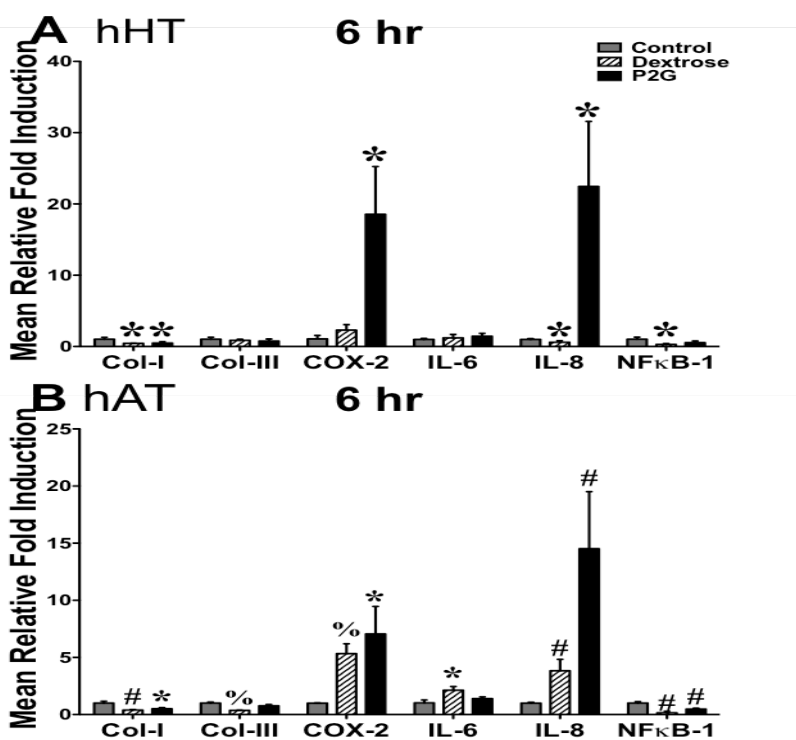 A hHT 6 hr
Control
Dextrose
P2G
Mean Relative Fold Induction
40
30
20
10
0
* * * * * *
Col-I Col-III COX-2 IL-6 IL-8 NFκB-1
B hAT 6 hr
Mean Relative Fold Induction
25
20
15
10
5
0
# * % % * * # # # #
Col-I Col-III COX-2 IL-6 IL-8 NFκB-1